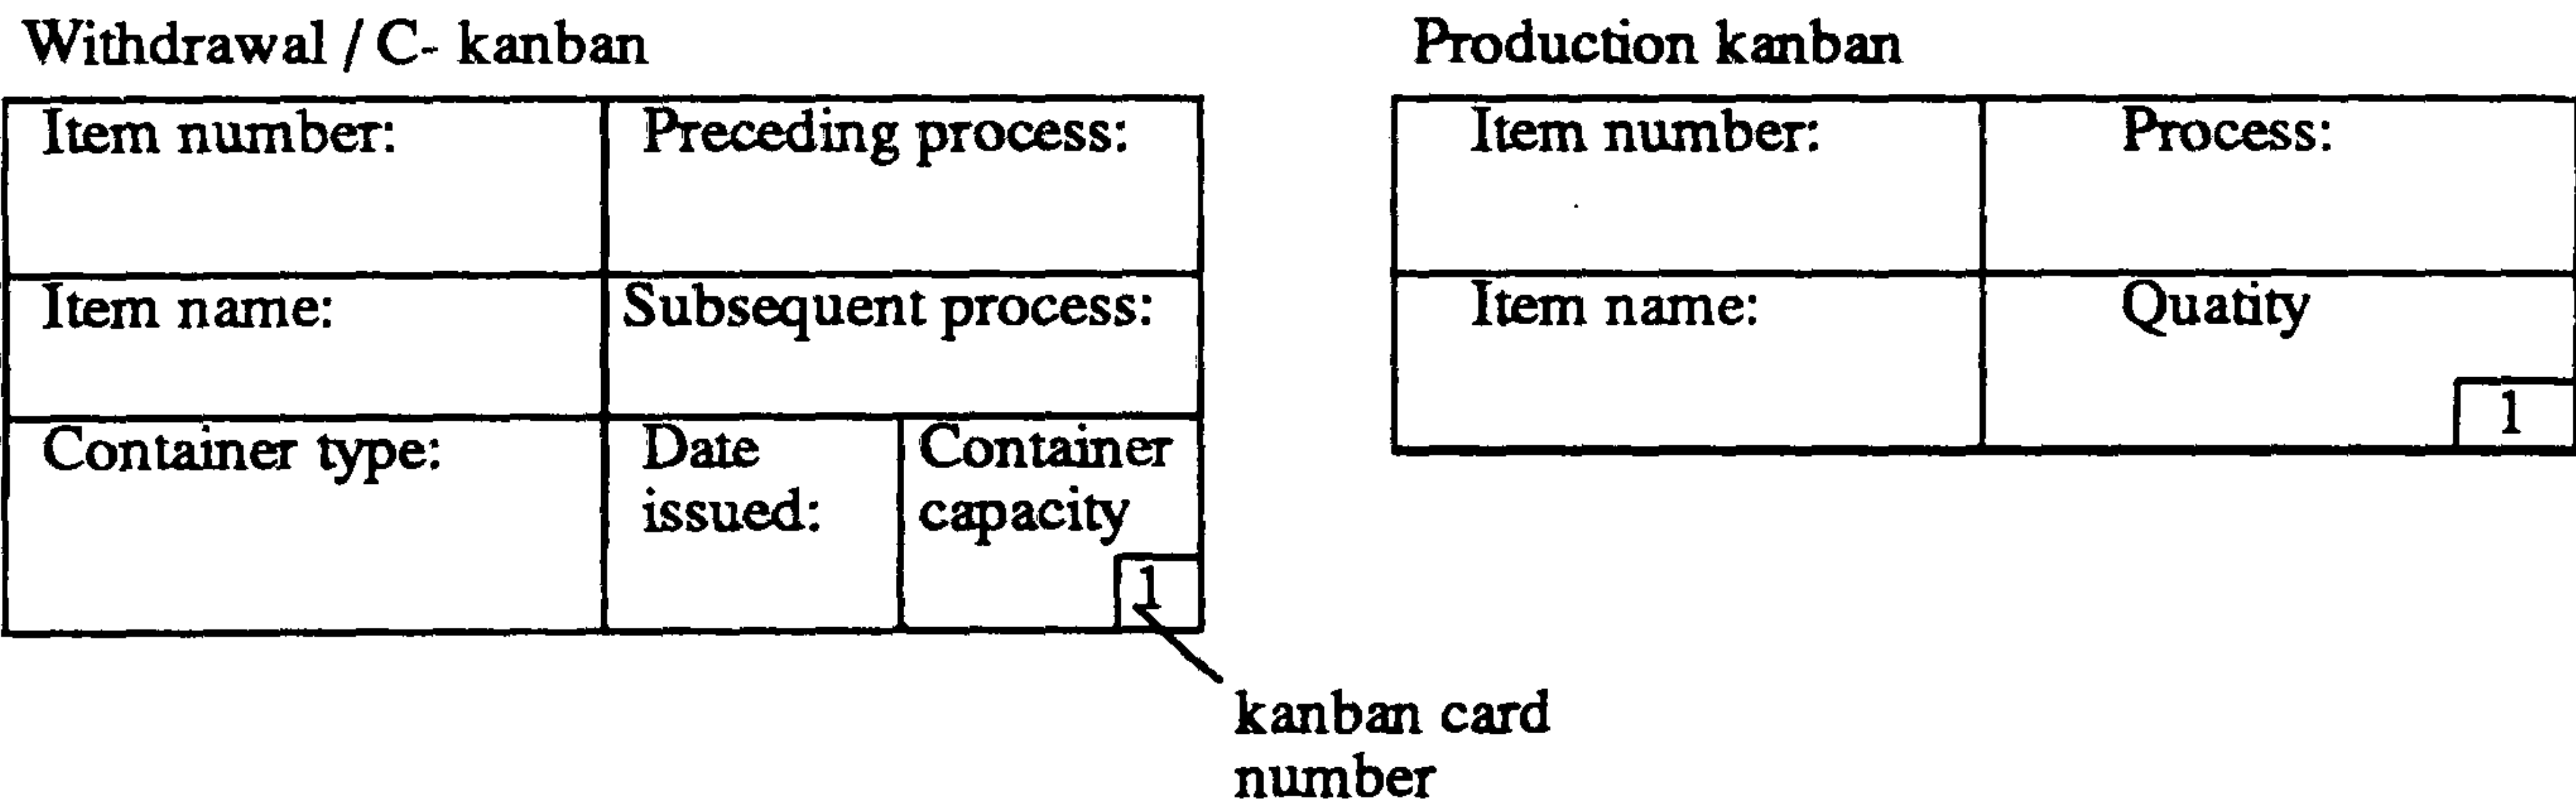 Withdrawal / C- kanban
Item number:
Preceding process:
Item name:
Subsequent process:
Container type:
Date
issued:
Container
capacity
1
kanban card
number
Production kanban
Item number:
Process:
Item name:
Quatity
1